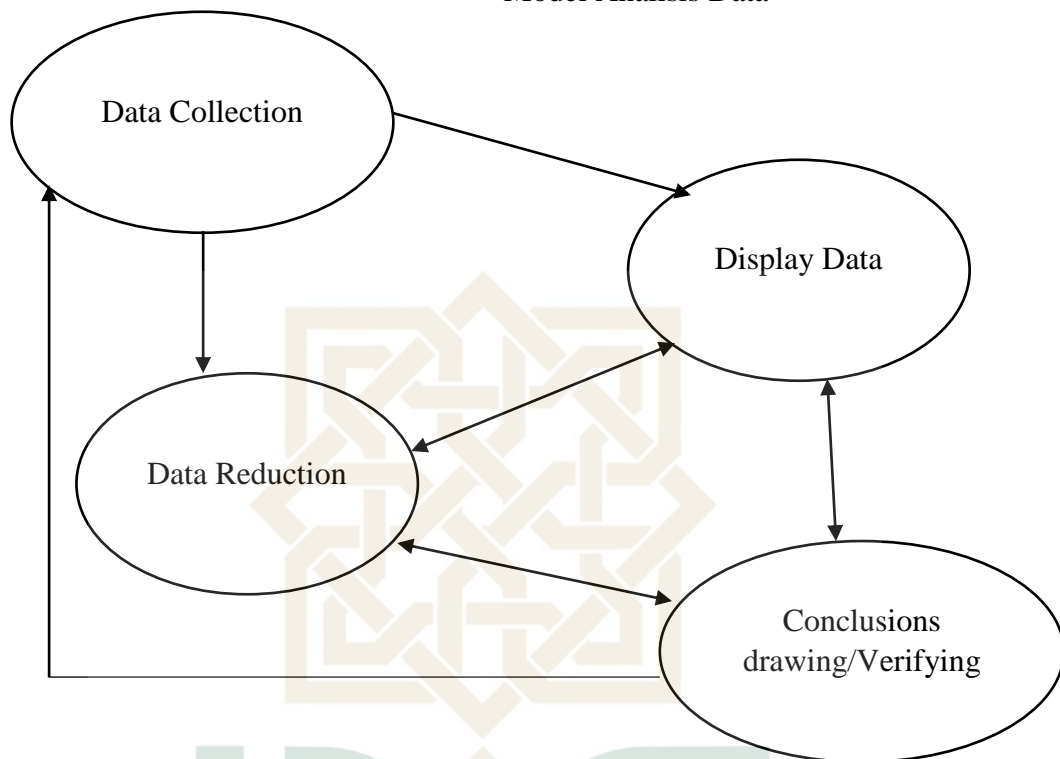 Data Collection
Display Data
Data Reduction
Conclusions
drawing/Verifying